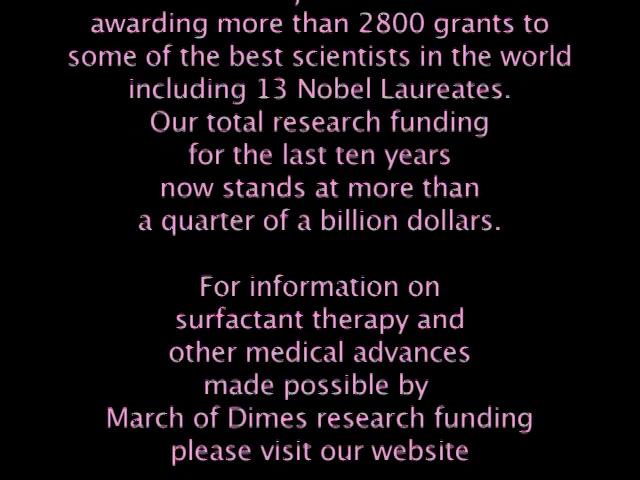 awarding more than 2800 grants to
some of the best scientists in the world
including 13 Nobel Laureates.
Our total research funding
for the last ten years
now stands at more than
a quarter of a billion dollars.
For information on
surfactant therapy and
other medical advances
made possible by
March of Dimes research funding
please visit our website